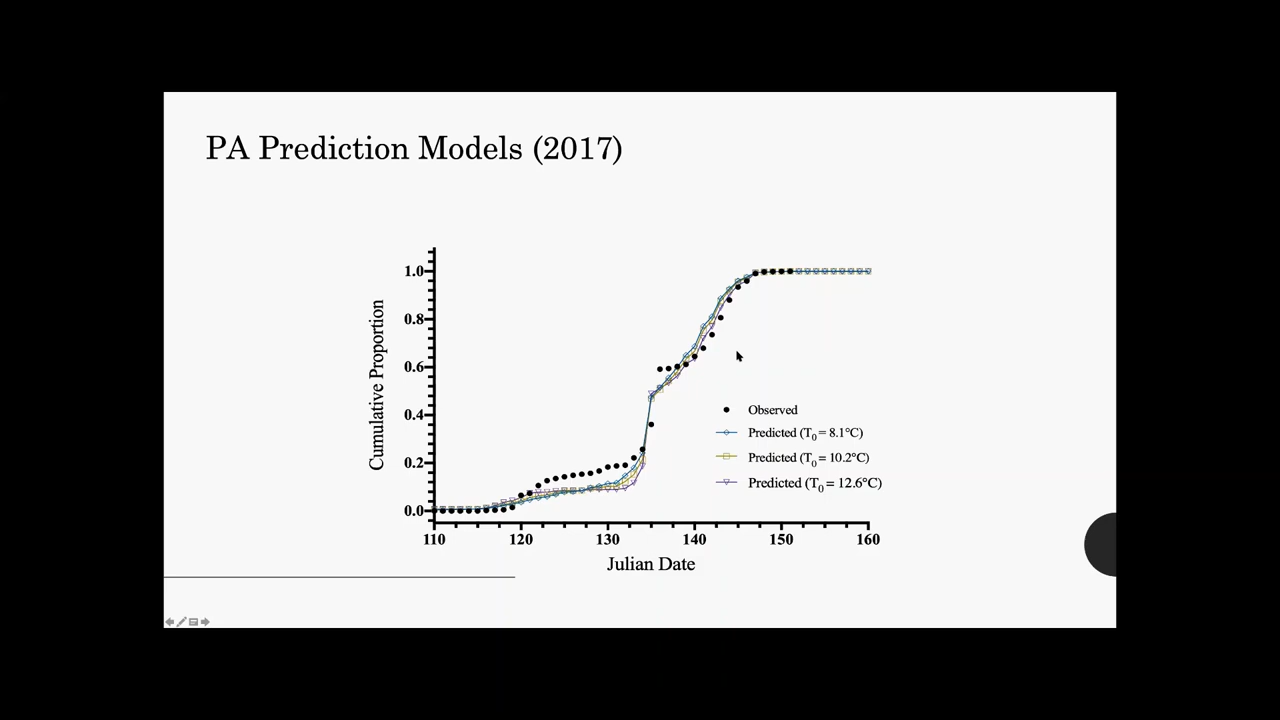 PA Prediction Models (2017)
Cumulative Proportion
1.0
0.8
0.6
0.4
0.2
0.0
Observed
Predicted (T0 = 8.1°C)
Predicted (T0 = 10.2°C)
Predicted (T0 = 12.6°C)
110 120 130 140 150 160
Julian Date